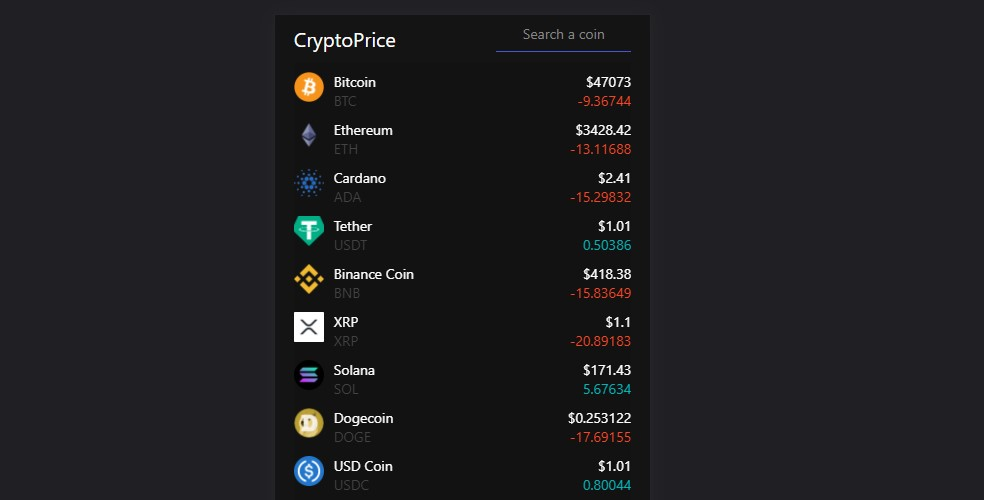 CryptoPrice
Search a coin
Bitcoin $47073
BTC -9.36744
Ethereum $3428.42
ETH -13.11688
Cardano $2.41
ADA -15.29832
Tether $1.01
USDT 0.50386
Binance Coin $418.38
BNB -15.83649
XRP $1.1
XRP -20.89183
Solana $171.43
SOL 5.67634
Dogecoin $0.253122
DOGE -17.69155
USD Coin $1.01
USDC 0.80044